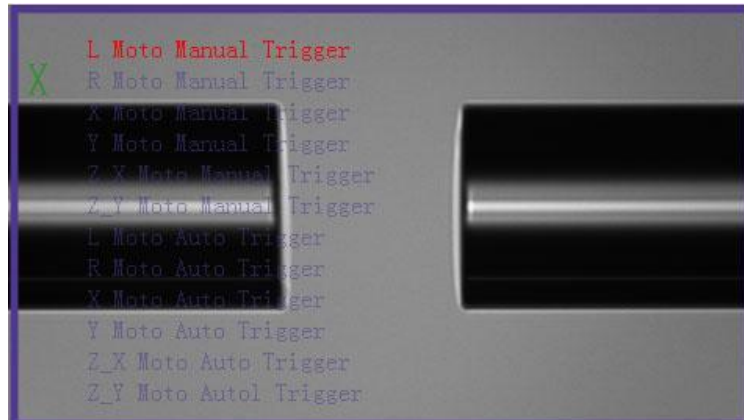 L Moto Manual Trigger
X
R Moto Manual Trigger
X Moto Manual Trigger
Y Moto Manual Trigger
Z_X Moto Manual Trigger
Z_Y Moto Manual Trigger
L Moto Auto Trigger
R Moto Auto Trigger
X Moto Auto Trigger
Y Moto Auto Trigger
Z_X Moto Auto Trigger
Z_Y Moto Autol Trigger